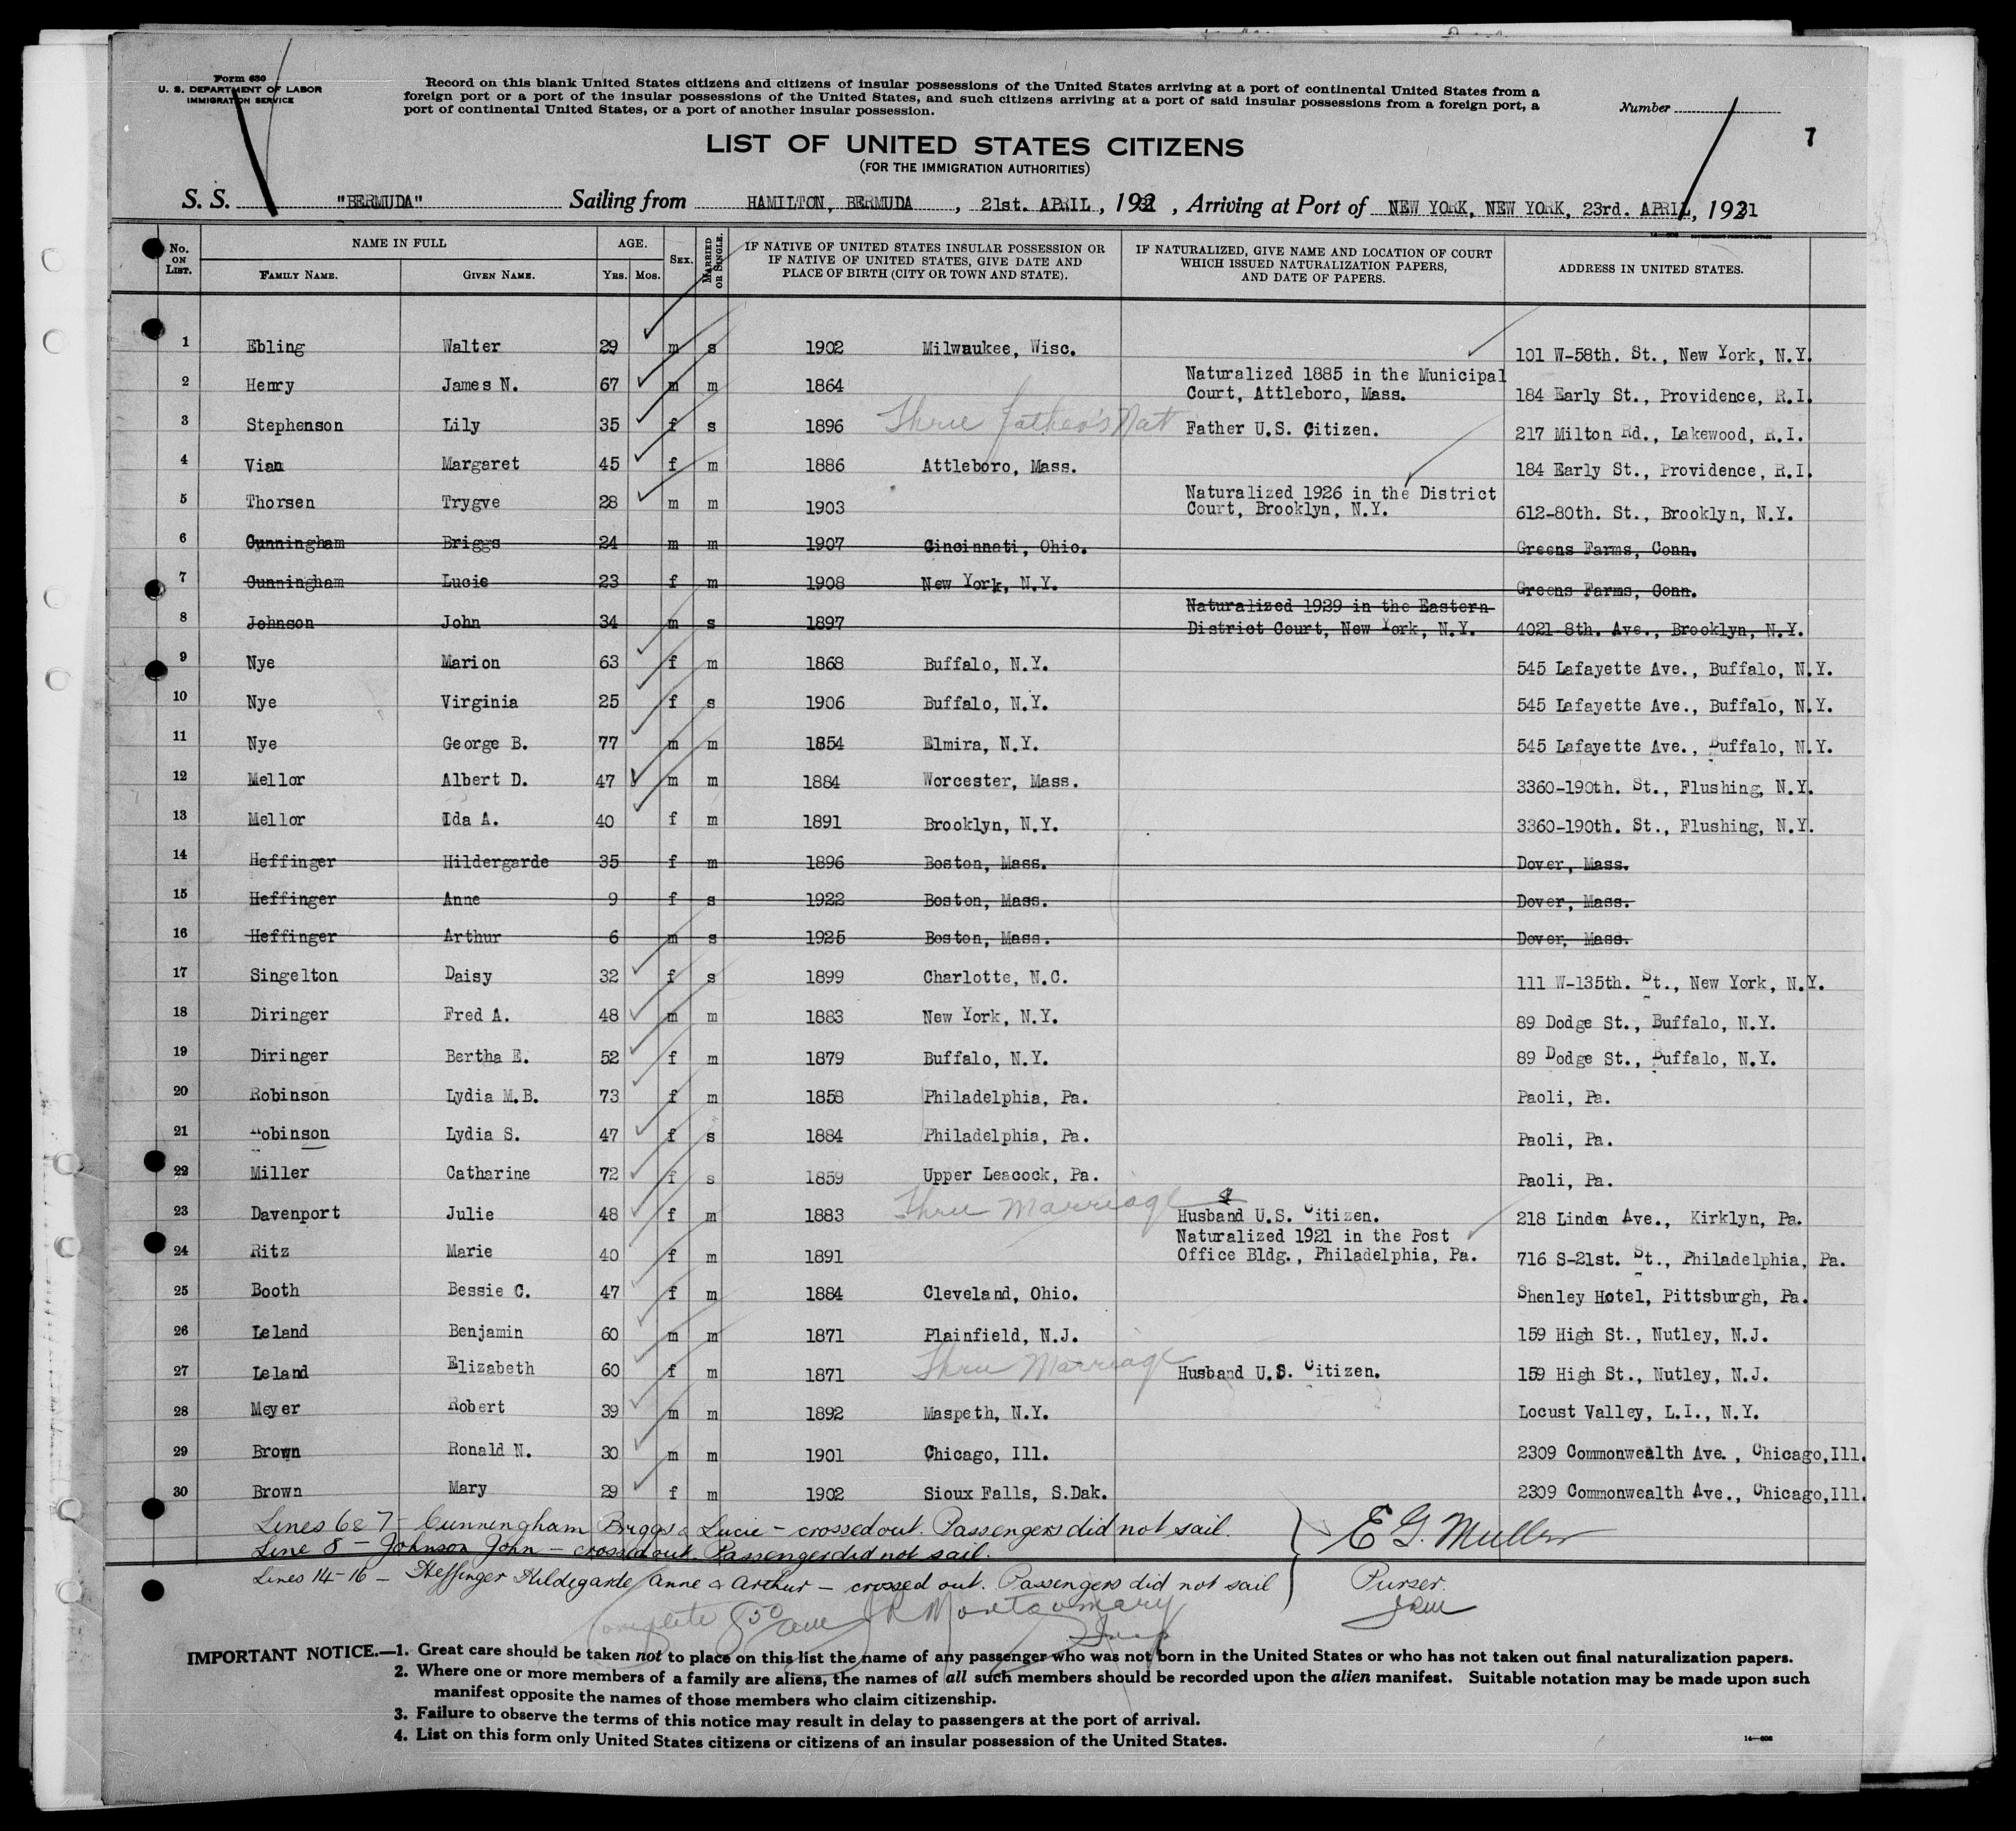 Form 630
U. S. DEPARTMENT OF LABOR
IMMIGRATION SERVICE
Record on this blank United States citizens and citizens of insular possessions of the United States arriving at a port of continental United States from a
foreign port or a port of the insular possessions of the United States, and such citizens arriving at a port of said insular possessions from a foreign port, a
port of continental United States, or a port of another insular possession.
Number
7
LIST OF UNITED STATES CITIZENS
(FOR THE IMMIGRATION AUTHORITIES)
S. S. "BERMUDA" Sailing from HAMILTON, BERMUDA, 21st. APRIL, 1931, Arriving at Port of NEW YORK, NEW YORK, 23rd. APRIL, 1931
No. ON LIST. NAME IN FULL FAMILY NAME. GIVEN NAME. AGE. YRS. MOS. SEX. MARRIED OR SINGLE. IF NATIVE OF UNITED STATES INSULAR POSSESSION OR IF NATIVE OF UNITED STATES, GIVE DATE AND PLACE OF BIRTH (CITY OR TOWN AND STATE). IF NATURALIZED, GIVE NAME AND LOCATION OF COURT WHICH ISSUED NATURALIZATION PAPERS, AND DATE OF PAPERS. ADDRESS IN UNITED STATES.
1 Ebling Walter 29 m s 1902 Milwaukee, Wisc. 101 W-58th. St., New York, N.Y.
2 Henry James N. 67 m m 1864 Naturalized 1885 in the Municipal Court, Attleboro, Mass. 184 Early St., Providence, R.I.
3 Stephenson Lily 35 f s 1896 Thru father's Nat Father U.S. Citizen. 217 Milton Rd., Lakewood, R.I.
4 Vian Margaret 45 f m 1886 Attleboro, Mass. 184 Early St., Providence, R.I.
5 Thorsen Trygve 28 m m 1903 Naturalized 1926 in the District Court, Brooklyn, N.Y. 612-80th. St., Brooklyn, N.Y.
6 Cunningham Briggs 24 m m 1907 Cincinnati, Ohio. Greens Farms, Conn.
7 Cunningham Lucie 23 f m 1908 New York, N.Y. Greens Farms, Conn.
8 Johnson John 34 m s 1897 Naturalized 1929 in the Eastern District Court, New York, N.Y. 4021-8th. Ave., Brooklyn, N.Y.
9 Nye Marion 63 f m 1868 Buffalo, N.Y. 545 Lafayette Ave., Buffalo, N.Y.
10 Nye Virginia 25 f s 1906 Buffalo, N.Y. 545 Lafayette Ave., Buffalo, N.Y.
11 Nye George B. 77 m m 1854 Elmira, N.Y. 545 Lafayette Ave., Buffalo, N.Y.
12 Mellor Albert D. 47 m m 1884 Worcester, Mass. 3360-190th. St., Flushing, N.Y.
13 Mellor Ida A. 40 f m 1891 Brooklyn, N.Y. 3360-190th. St., Flushing, N.Y.
14 Heffinger Hildergarde 35 f m 1896 Boston, Mass. Dover, Mass.
15 Heffinger Anne 9 f s 1922 Boston, Mass. Dover, Mass.
16 Heffinger Arthur 6 m s 1925 Boston, Mass. Dover, Mass.
17 Singelton Daisy 32 f s 1899 Charlotte, N.C. 111 W-135th. St., New York, N.Y.
18 Diringer Fred A. 48 m m 1883 New York, N.Y. 89 Dodge St., Buffalo, N.Y.
19 Diringer Bertha E. 52 f m 1879 Buffalo, N.Y. 89 Dodge St., Buffalo, N.Y.
20 Robinson Lydia M.B. 73 f m 1858 Philadelphia, Pa. Paoli, Pa.
21 Robinson Lydia S. 47 f s 1884 Philadelphia, Pa. Paoli, Pa.
22 Miller Catharine 72 f s 1859 Upper Leacock, Pa. Paoli, Pa.
23 Davenport Julie 48 f m 1883 Thru Marriage Husband U.S. Citizen. 218 Linden Ave., Kirklyn, Pa.
24 Ritz Marie 40 f m 1891 Naturalized 1921 in the Post Office Bldg., Philadelphia, Pa. 716 S-21st. St., Philadelphia, Pa.
25 Booth Bessie C. 47 f m 1884 Cleveland, Ohio. Shenley Hotel, Pittsburgh, Pa.
26 Leland Benjamin 60 m m 1871 Plainfield, N.J. 159 High St., Nutley, N.J.
27 Leland Elizabeth 60 f m 1871 Thru Marriage Husband U.S. Citizen. 159 High St., Nutley, N.J.
28 Meyer Robert 39 m m 1892 Maspeth, N.Y. Locust Valley, L.I., N.Y.
29 Brown Ronald N. 30 m m 1901 Chicago, Ill. 2309 Commonwealth Ave., Chicago,Ill.
30 Brown Mary 29 f m 1902 Sioux Falls, S.Dak. 2309 Commonwealth Ave., Chicago,Ill.
Lines 6 & 7 - Cunningham Briggs & Lucie - crossed out. Passengers did not sail.
Line 8 - Johnson John - crossed out. Passenger did not sail.
Lines 14-16 - Heffinger Hildegarde Anne & Arthur - crossed out. Passengers did not sail
E G. Muller
Purser.
Complete 8 50 am J R Montgomery
Insp
IMPORTANT NOTICE.—1. Great care should be taken not to place on this list the name of any passenger who was not born in the United States or who has not taken out final naturalization papers.
2. Where one or more members of a family are aliens, the names of all such members should be recorded upon the alien manifest. Suitable notation may be made upon such
manifest opposite the names of those members who claim citizenship.
3. Failure to observe the terms of this notice may result in delay to passengers at the port of arrival.
4. List on this form only United States citizens or citizens of an insular possession of the United States.